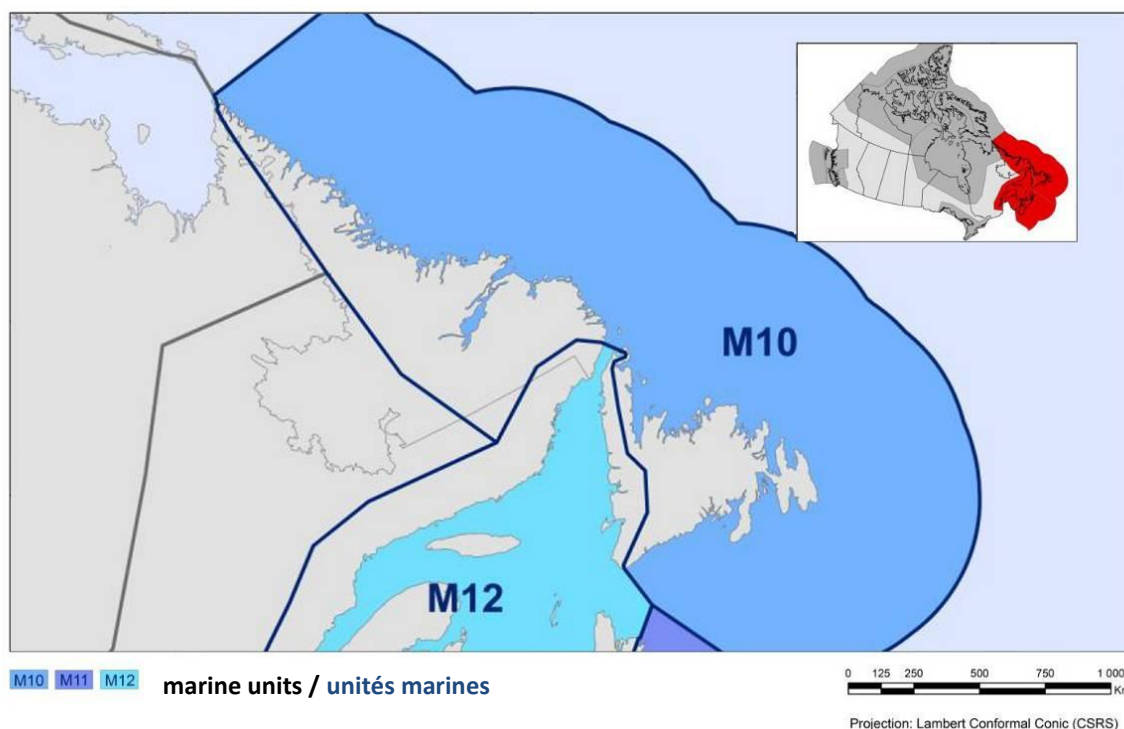 M10
M12
M10 M11 M12 marine units / unités marines
0 125 250 500 750 1 000
Projection: Lambert Conformal Conic (CSRS)